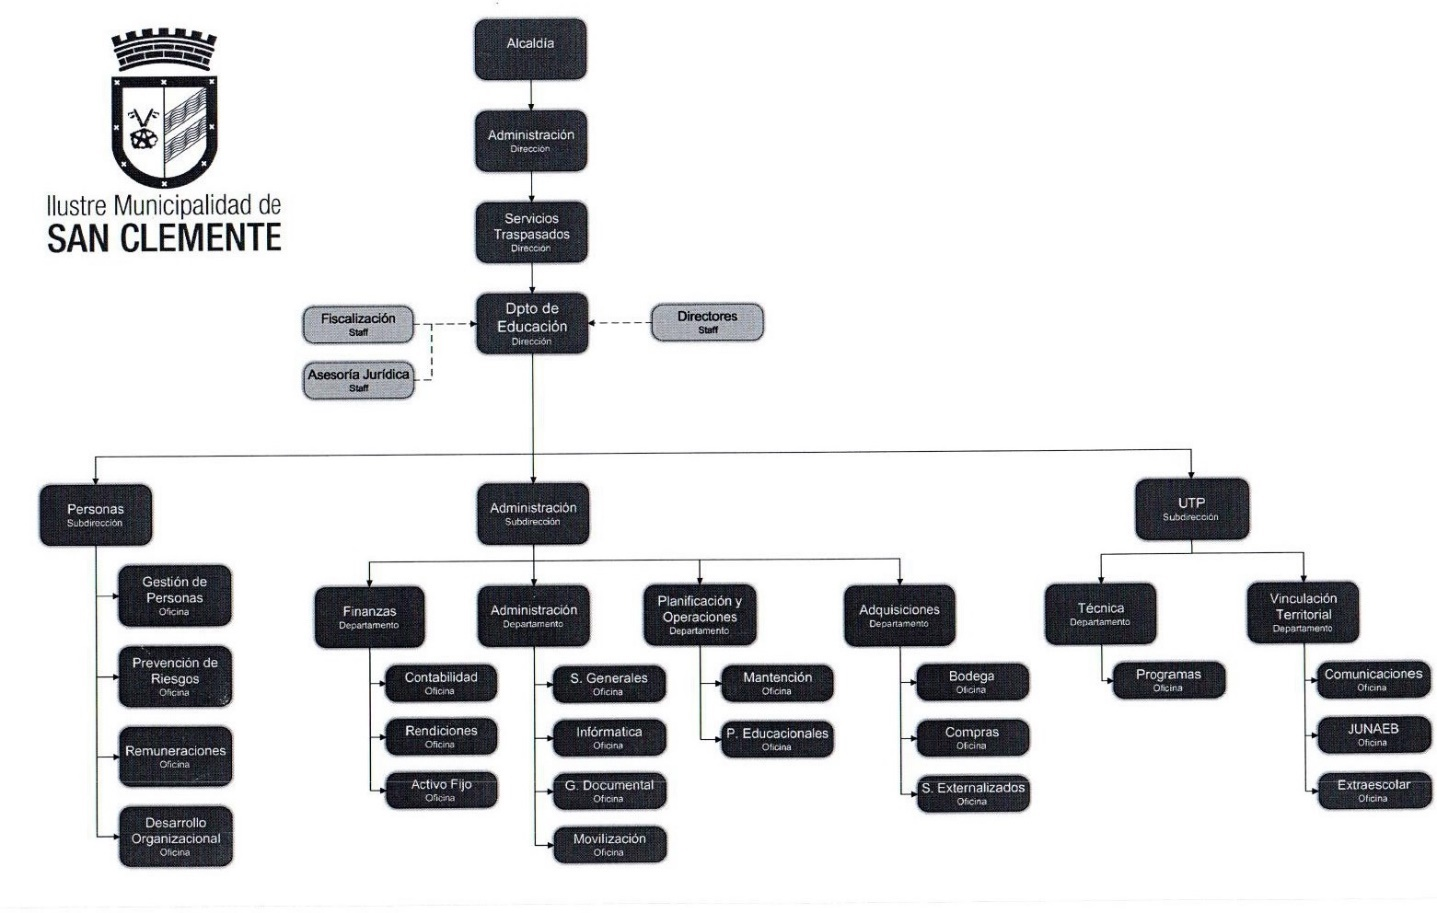 Ilustre Municipalidad de
SAN CLEMENTE
Alcaldía
Administración
Dirección
Servicios
Traspasados
Dirección
Dpto de
Educación
Dirección
Fiscalización
Staff
Asesoría Jurídica
Staff
Directores
Staff
Personas
Subdirección
Gestión de
Personas
Oficina
Prevención de
Riesgos
Oficina
Remuneraciones
Oficina
Desarrollo
Organizacional
Oficina
Administración
Subdirección
Finanzas
Departamento
Contabilidad
Oficina
Rendiciones
Oficina
Activo Fijo
Oficina
Administración
Departamento
S. Generales
Oficina
Infórmatica
Oficina
G. Documental
Oficina
Movilización
Oficina
Planificación y
Operaciones
Departamento
Mantención
Oficina
P. Educacionales
Oficina
Adquisiciones
Departamento
Bodega
Oficina
Compras
Oficina
S. Externalizados
Oficina
UTP
Subdirección
Técnica
Departamento
Programas
Oficina
Vinculación
Territorial
Departamento
Comunicaciones
Oficina
JUNAEB
Oficina
Extraescolar
Oficina